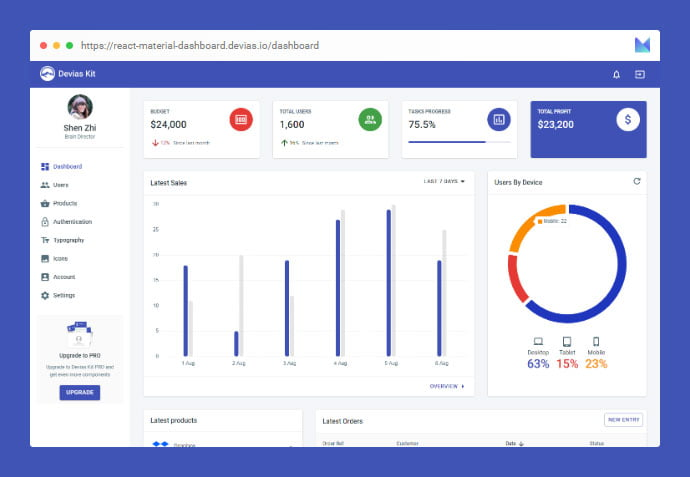 https://react-material-dashboard.devias.io/dashboard
Devias Kit
Shen Zhi
Brain Director
Dashboard
Users
Products
Authentication
Typography
Icons
Account
Settings
Upgrade to PRO
Upgrade to Devias Kit PRO and
get even more components
UPGRADE
BUDGET
$24,000
12% Since last month
TOTAL USERS
1,600
Since last month
TASKS PROGRESS
75.5%
TOTAL PROFIT
$23,200
$
Latest Sales
LAST 7 DAYS
30
25
20
15
10
5
0
1 Aug
2 Aug
3 Aug
4 Aug
5 Aug
6 Aug
OVERVIEW
Users By Device
Mobile: 22
Desktop Tablet Mobile
63% 15% 23%
Latest products
Dropbox
Latest Orders
NEW ENTRY
Order Ref Customer Date Status